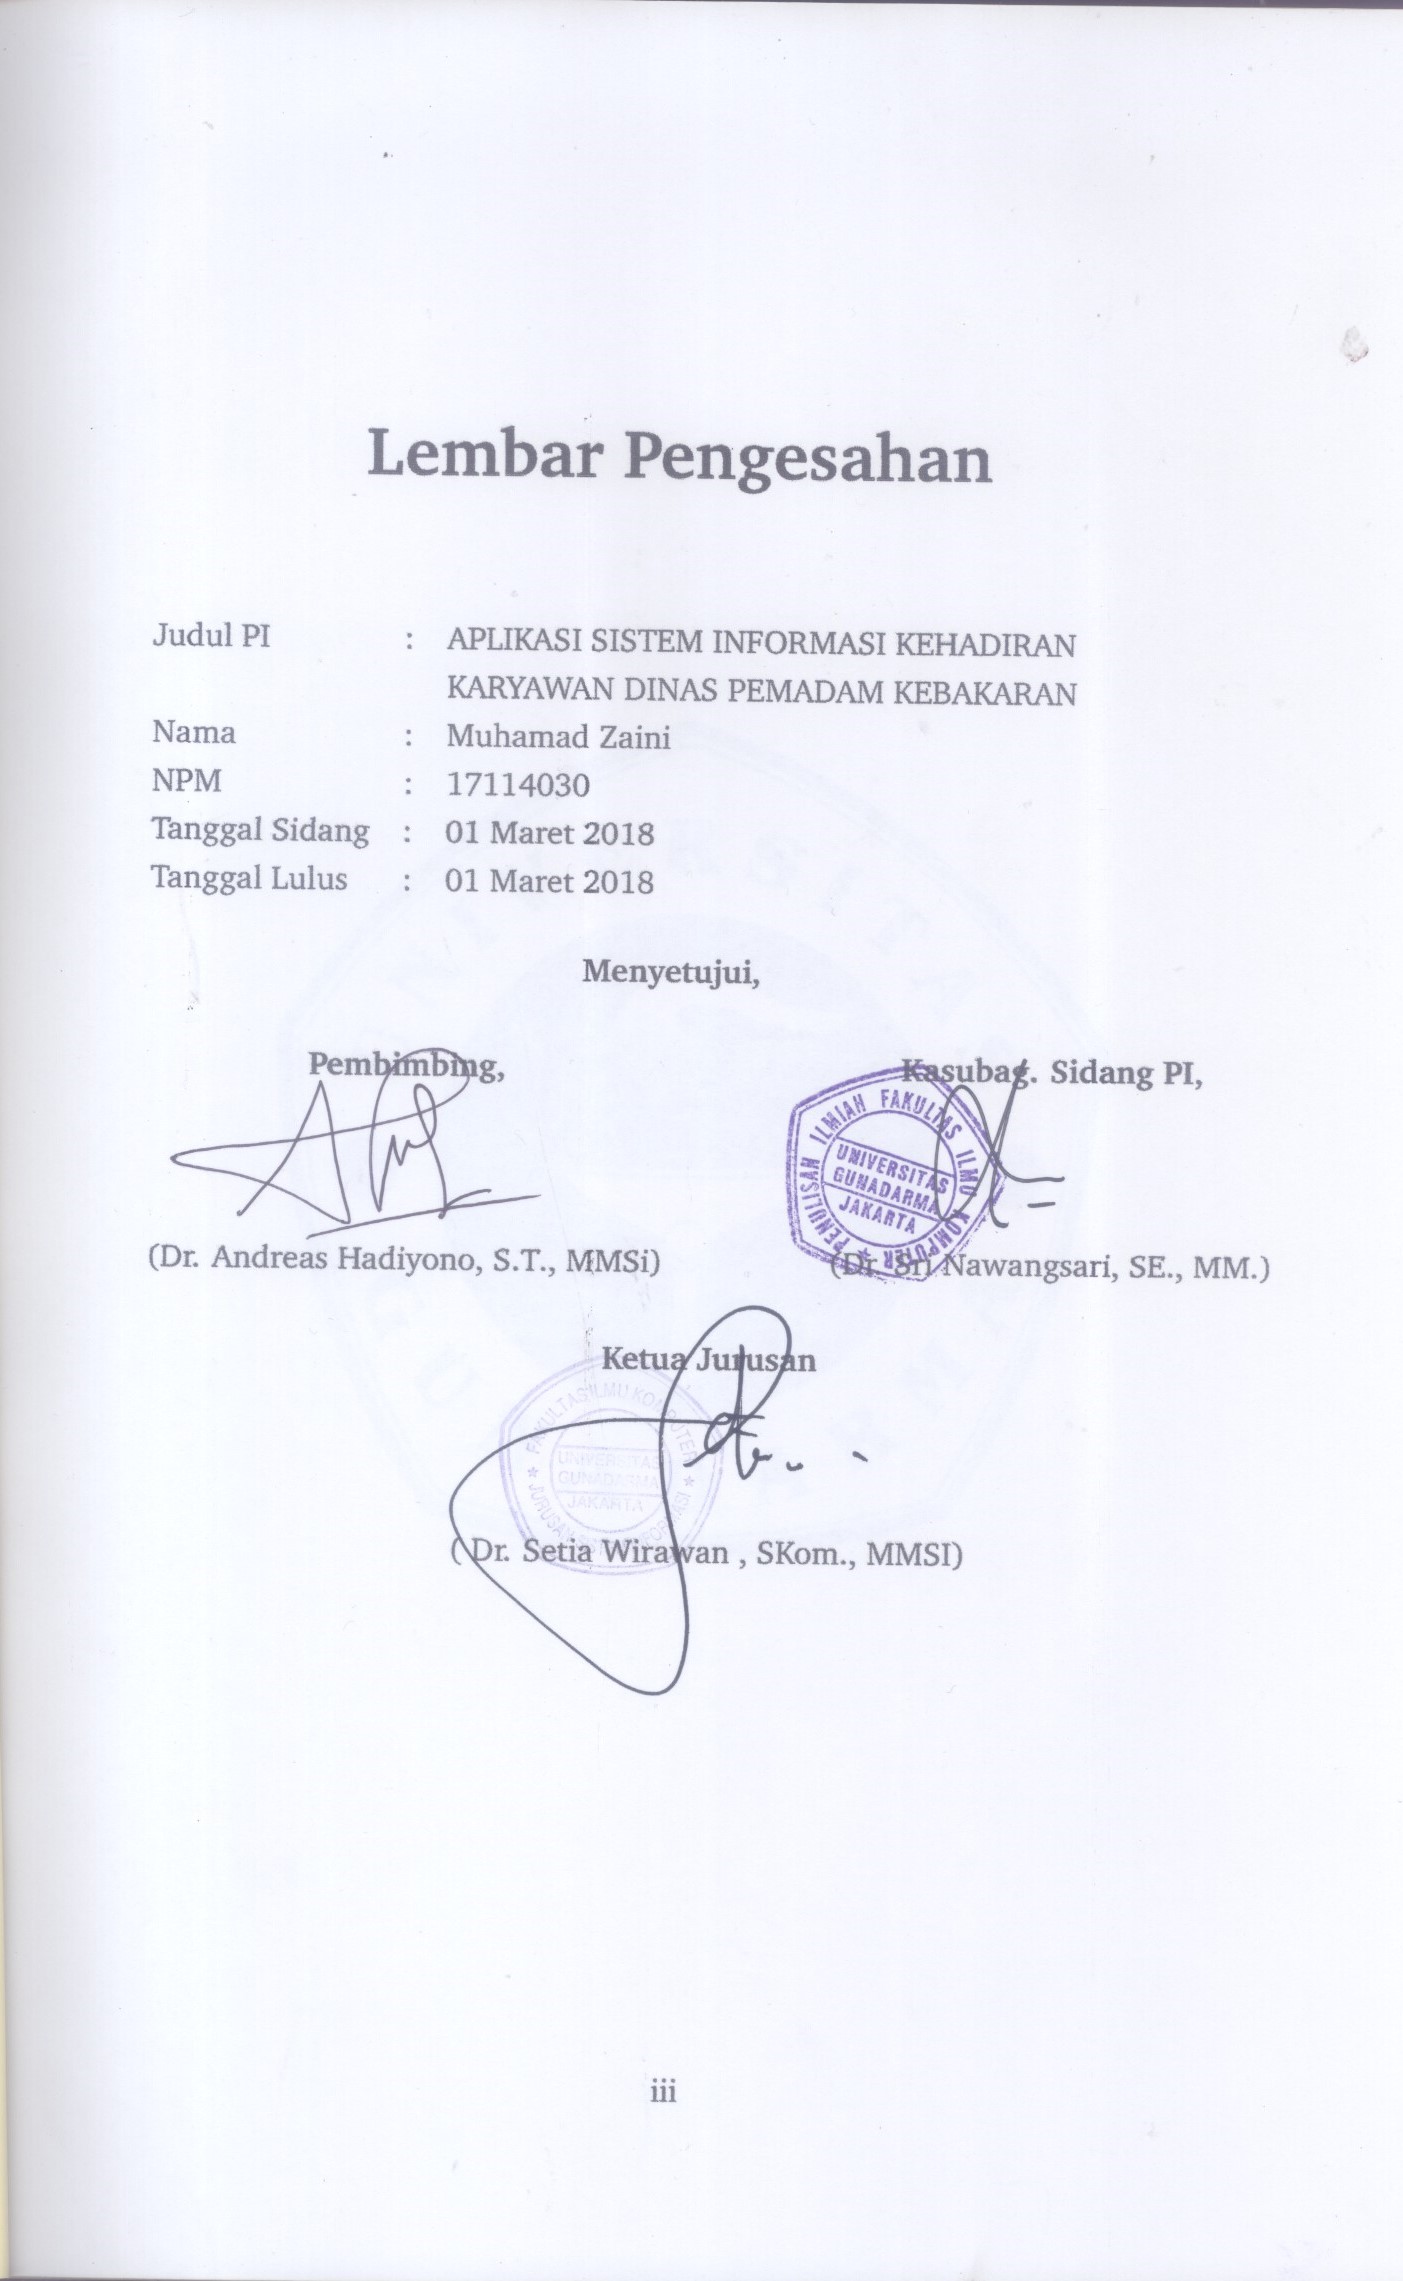 Lembar Pengesahan
Judul PI : APLIKASI SISTEM INFORMASI KEHADIRAN
KARYAWAN DINAS PEMADAM KEBAKARAN
Nama : Muhamad Zaini
NPM : 17114030
Tanggal Sidang : 01 Maret 2018
Tanggal Lulus : 01 Maret 2018
Menyetujui,
Pembimbing,
Kasubag. Sidang PI,
PENULISAN ILMIAH FAKULTAS ILMU KOMPUTER
UNIVERSITAS
GUNADARMA
JAKARTA
(Dr. Andreas Hadiyono, S.T., MMSi)
(Dr. Sri Nawangsari, SE., MM.)
Ketua Jurusan
FAKULTAS ILMU KOMPUTER
UNIVERSITAS
GUNADARMA
JAKARTA
JURUSAN SISTEM INFORMASI
( Dr. Setia Wirawan , SKom., MMSI)
iii